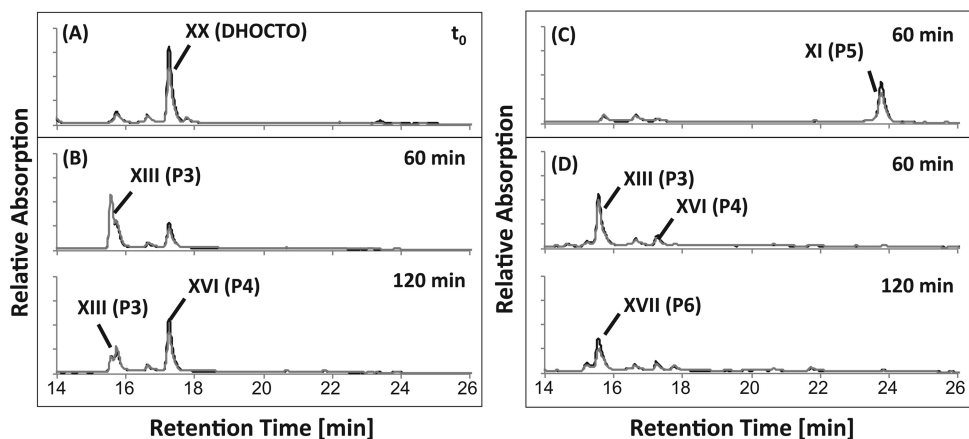 (A)
XX (DHOCTO)
t0
(B)
60 min
XIII (P3)
120 min
XIII (P3)
XVI (P4)
14 16 18 20 22 24 26
Relative Absorption
Retention Time [min]
(C)
60 min
XI (P5)
(D)
60 min
XIII (P3)
XVI (P4)
120 min
XVII (P6)
14 16 18 20 22 24 26
Relative Absorption
Retention Time [min]